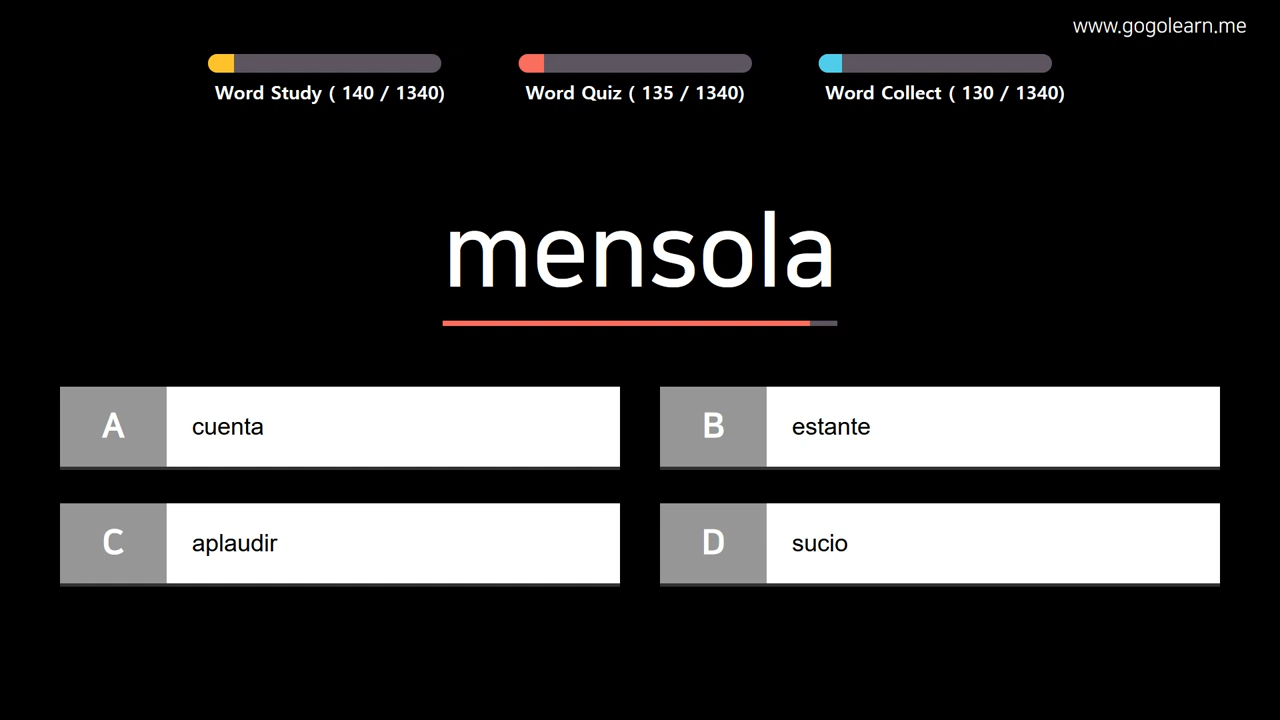 www.gogolearn.me
Word Study ( 140 / 1340)
Word Quiz ( 135 / 1340)
Word Collect ( 130 / 1340)
mensola
A cuenta
B estante
C aplaudir
D sucio